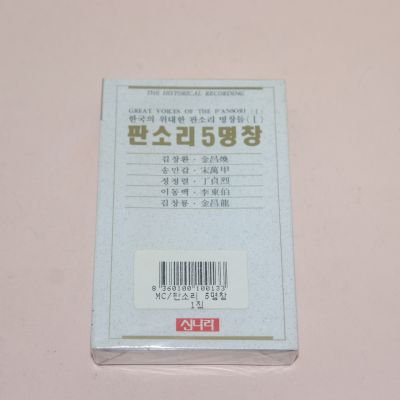 THE HISTORICAL RECORDING
GREAT VOICES OF THE P'ANSORI [I]
한국의 위대한 판소리 명창들 [I]
판소리5명창
김창환 · 金昌煥
송만갑 · 宋萬甲
정정렬 · 丁貞烈
이동백 · 李東伯
김창룡 · 金昌龍
8 360100 100133
MC/판소리 5명창
1집
신나라